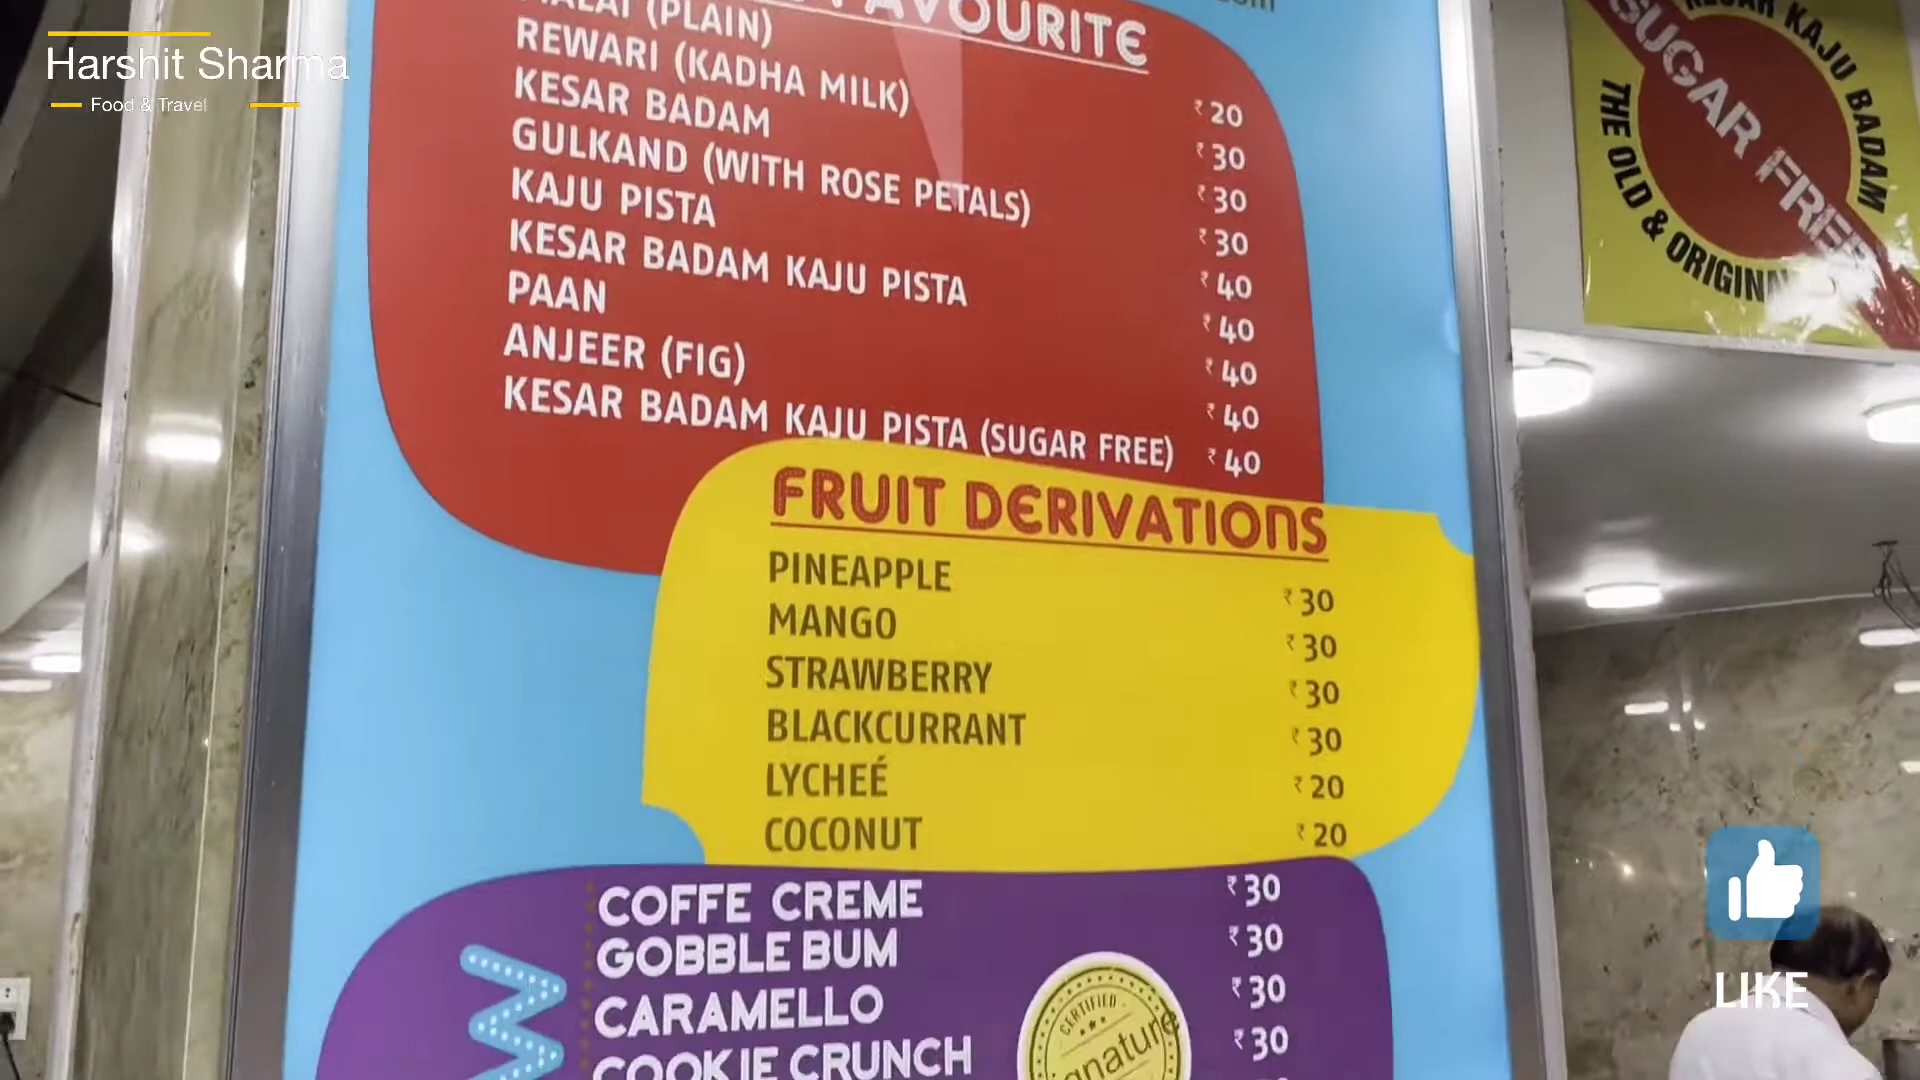 Harshit Sharma
Food & Travel
FAVOURITE
MALAI (PLAIN) ₹20
REWARI (KADHA MILK) ₹30
KESAR BADAM ₹30
GULKAND (WITH ROSE PETALS) ₹30
KAJU PISTA ₹40
KESAR BADAM KAJU PISTA ₹40
PAAN ₹40
ANJEER (FIG) ₹40
KESAR BADAM KAJU PISTA (SUGAR FREE) ₹40
FRUIT DERIVATIONS
PINEAPPLE ₹30
MANGO ₹30
STRAWBERRY ₹30
BLACKCURRANT ₹30
LYCHEÉ ₹20
COCONUT ₹20
COFFE CREME ₹30
GOBBLE BUM ₹30
CARAMELLO ₹30
COOKIE CRUNCH ₹30
CERTIFIED
KESAR KAJU BADAM
SUGAR FREE
THE OLD & ORIGINAL
LIKE